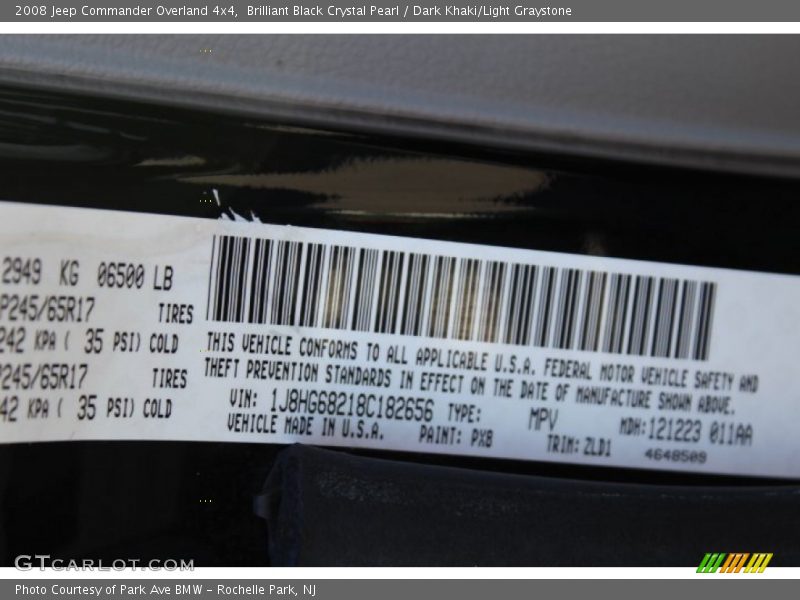 2008 Jeep Commander Overland 4x4, Brilliant Black Crystal Pearl / Dark Khaki/Light Graystone
2949 KG 06500 LB
P245/65R17 TIRES
242 KPA ( 35 PSI) COLD
P245/65R17 TIRES
242 KPA ( 35 PSI) COLD
THIS VEHICLE CONFORMS TO ALL APPLICABLE U.S.A. FEDERAL MOTOR VEHICLE SAFETY AND
THEFT PREVENTION STANDARDS IN EFFECT ON THE DATE OF MANUFACTURE SHOWN ABOVE.
VIN: 1J8HG68218C182656 TYPE: MPV MDH:121223 011AA
VEHICLE MADE IN U.S.A. PAINT: PX8 TRIM: ZLD1 4648509
GTCARLOT.COM
Photo Courtesy of Park Ave BMW - Rochelle Park, NJ